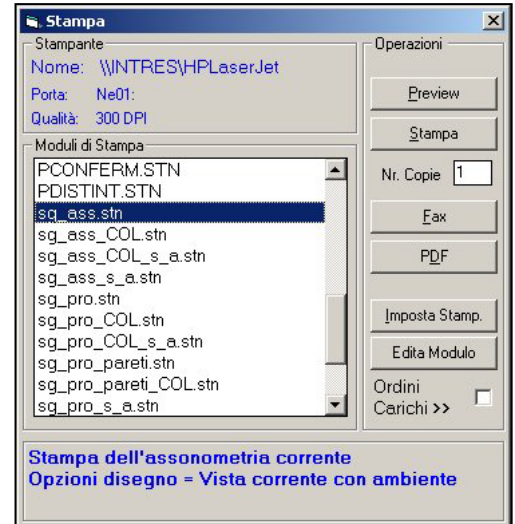 Stampa
Stampante
Nome: \\INTRES\HPLaserJet
Porta: Ne01:
Qualità: 300 DPI
Moduli di Stampa
PCONFERM.STN
PDISTINT.STN
sg_ass.stn
sg_ass_COL.stn
sg_ass_COL_s_a.stn
sg_ass_s_a.stn
sg_pro.stn
sg_pro_COL.stn
sg_pro_COL_s_a.stn
sg_pro_pareti.stn
sg_pro_pareti_COL.stn
sg_pro_s_a.stn
Operazioni
Preview
Stampa
Nr. Copie 1
Fax
PDF
Imposta Stamp.
Edita Modulo
Ordini
Carichi >>
Stampa dell'assonometria corrente
Opzioni disegno = Vista corrente con ambiente